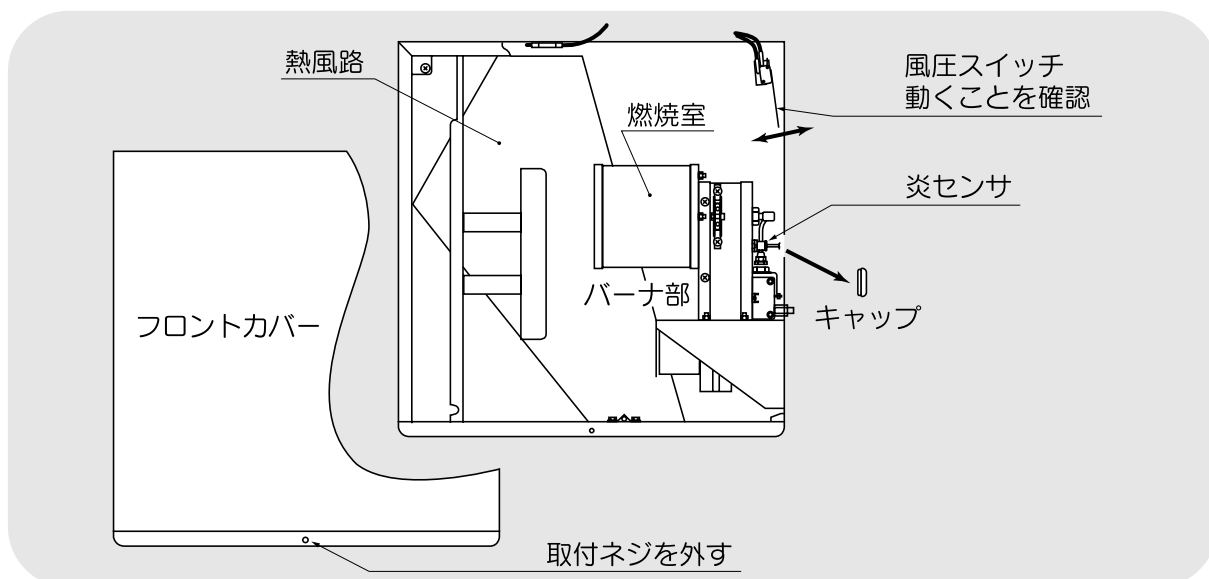 熱風路
風圧スイッチ
動くことを確認
燃焼室
炎センサ
バーナ部
キャップ
フロントカバー
取付ネジを外す